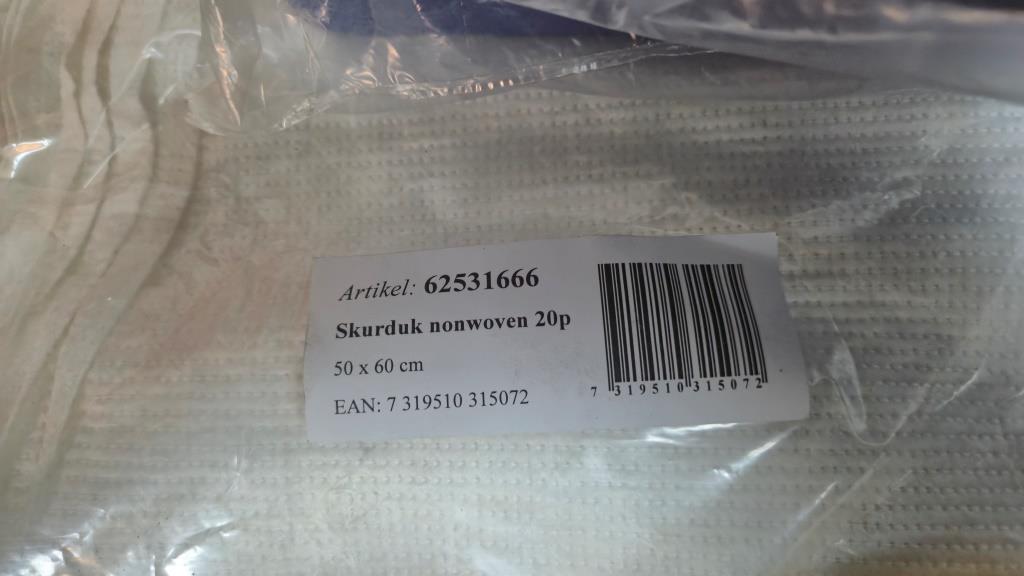 Artikel: 62531666
Skurduk nonwoven 20p
50 x 60 cm
EAN: 7 319510 315072
7 319510 315072